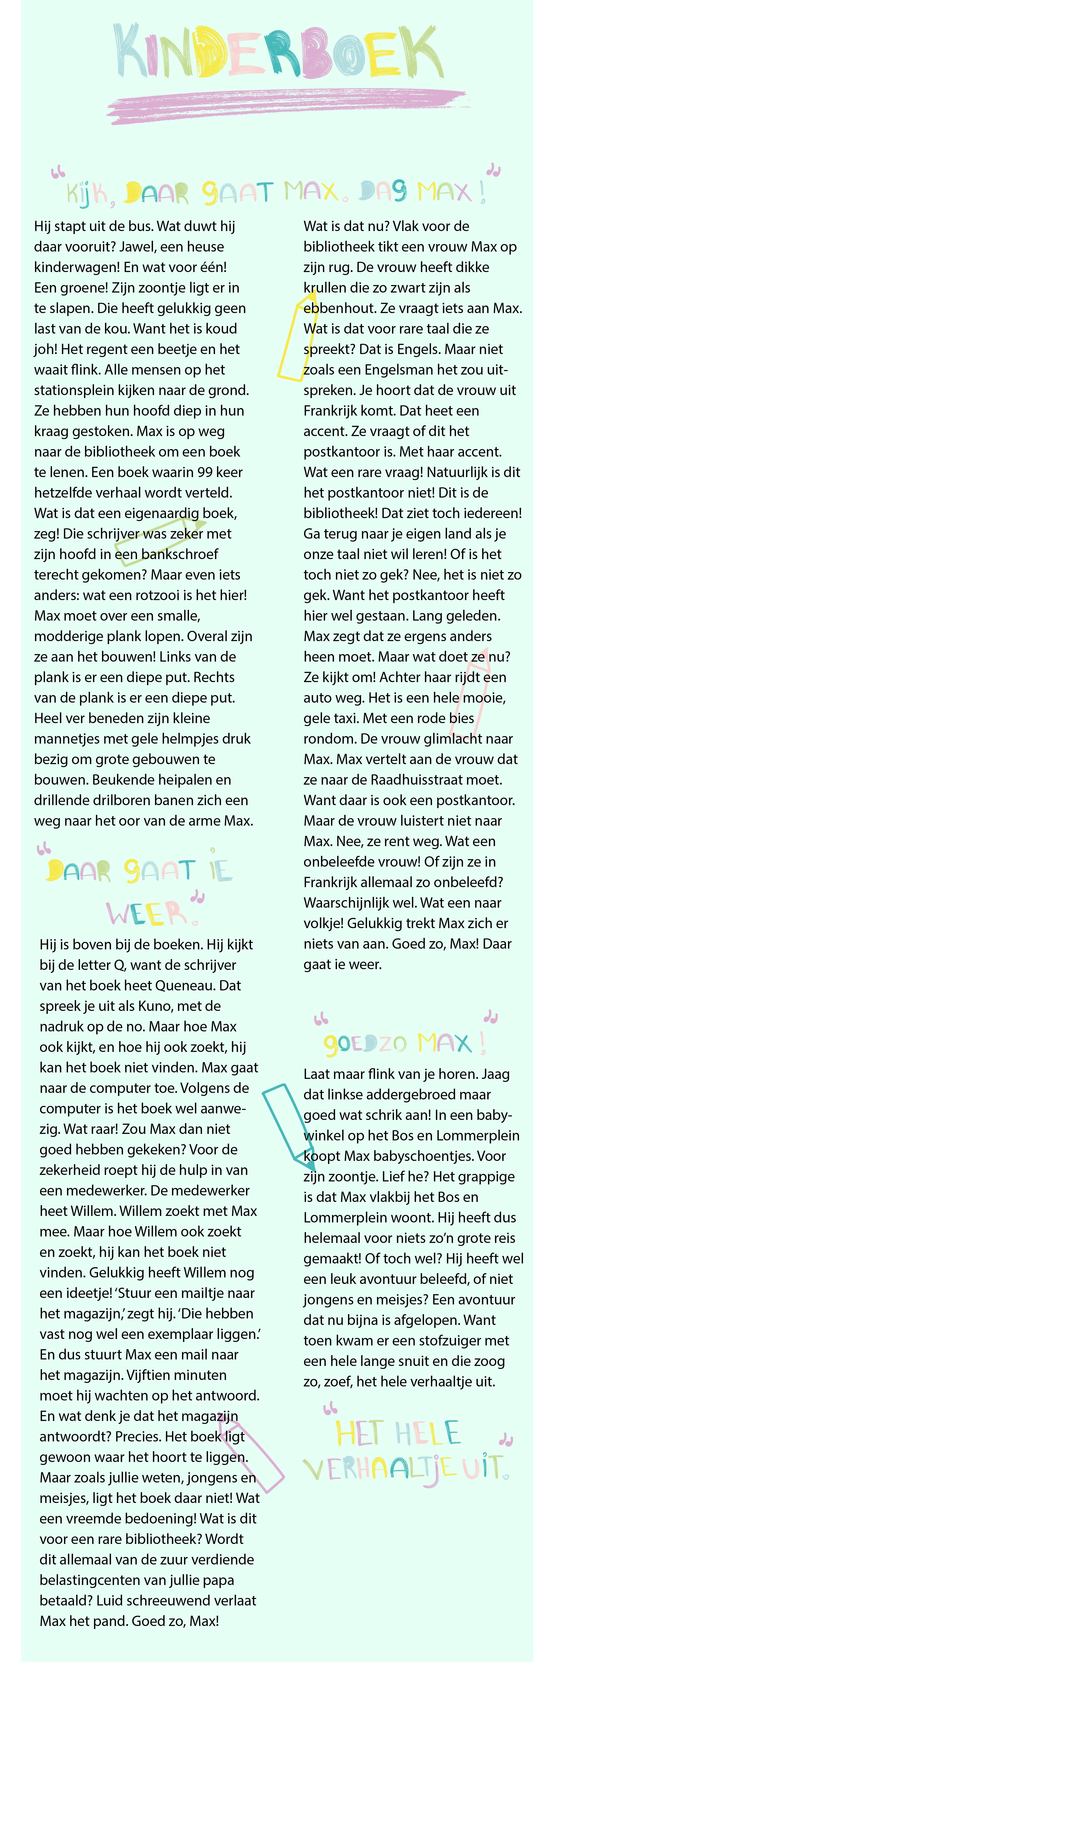 KINDERBOEK
“Kijk, DAAR gAAT MAX. DAg MAX!”
Hij stapt uit de bus. Wat duwt hij
daar vooruit? Jawel, een heuse
kinderwagen! En wat voor één!
Een groene! Zijn zoontje ligt er in
te slapen. Die heeft gelukkig geen
last van de kou. Want het is koud
joh! Het regent een beetje en het
waait flink. Alle mensen op het
stationsplein kijken naar de grond.
Ze hebben hun hoofd diep in hun
kraag gestoken. Max is op weg
naar de bibliotheek om een boek
te lenen. Een boek waarin 99 keer
hetzelfde verhaal wordt verteld.
Wat is dat een eigenaardig boek,
zeg! Die schrijver was zeker met
zijn hoofd in een bankschroef
terecht gekomen? Maar even iets
anders: wat een rotzooi is het hier!
Max moet over een smalle,
modderige plank lopen. Overal zijn
ze aan het bouwen! Links van de
plank is er een diepe put. Rechts
van de plank is er een diepe put.
Heel ver beneden zijn kleine
mannetjes met gele helmpjes druk
bezig om grote gebouwen te
bouwen. Beukende heipalen en
drillende drilboren banen zich een
weg naar het oor van de arme Max.
Wat is dat nu? Vlak voor de
bibliotheek tikt een vrouw Max op
zijn rug. De vrouw heeft dikke
krullen die zo zwart zijn als
ebbenhout. Ze vraagt iets aan Max.
Wat is dat voor rare taal die ze
spreekt? Dat is Engels. Maar niet
zoals een Engelsman het zou uit-
spreken. Je hoort dat de vrouw uit
Frankrijk komt. Dat heet een
accent. Ze vraagt of dit het
postkantoor is. Met haar accent.
Wat een rare vraag! Natuurlijk is dit
het postkantoor niet! Dit is de
bibliotheek! Dat ziet toch iedereen!
Ga terug naar je eigen land als je
onze taal niet wil leren! Of is het
toch niet zo gek? Nee, het is niet zo
gek. Want het postkantoor heeft
hier wel gestaan. Lang geleden.
Max zegt dat ze ergens anders
heen moet. Maar wat doet ze nu?
Ze kijkt om! Achter haar rijdt een
auto weg. Het is een hele mooie,
gele taxi. Met een rode bies
rondom. De vrouw glimlacht naar
Max. Max vertelt aan de vrouw dat
ze naar de Raadhuisstraat moet.
Want daar is ook een postkantoor.
Maar de vrouw luistert niet naar
Max. Nee, ze rent weg. Wat een
onbeleefde vrouw! Of zijn ze in
Frankrijk allemaal zo onbeleefd?
Waarschijnlijk wel. Wat een naar
volkje! Gelukkig trekt Max zich er
niets van aan. Goed zo, Max! Daar
gaat ie weer.
“DAAR gAAT iE
WEER.”
Hij is boven bij de boeken. Hij kijkt
bij de letter Q, want de schrijver
van het boek heet Queneau. Dat
spreek je uit als Kuno, met de
nadruk op de no. Maar hoe Max
ook kijkt, en hoe hij ook zoekt, hij
kan het boek niet vinden. Max gaat
naar de computer toe. Volgens de
computer is het boek wel aanwe-
zig. Wat raar! Zou Max dan niet
goed hebben gekeken? Voor de
zekerheid roept hij de hulp in van
een medewerker. De medewerker
heet Willem. Willem zoekt met Max
mee. Maar hoe Willem ook zoekt
en zoekt, hij kan het boek niet
vinden. Gelukkig heeft Willem nog
een ideetje! ‘Stuur een mailtje naar
het magazijn,’ zegt hij. ‘Die hebben
vast nog wel een exemplaar liggen.’
En dus stuurt Max een mail naar
het magazijn. Vijftien minuten
moet hij wachten op het antwoord.
En wat denk je dat het magazijn
antwoordt? Precies. Het boek ligt
gewoon waar het hoort te liggen.
Maar zoals jullie weten, jongens en
meisjes, ligt het boek daar niet! Wat
een vreemde bedoening! Wat is dit
voor een rare bibliotheek? Wordt
dit allemaal van de zuur verdiende
belastingcenten van jullie papa
betaald? Luid schreeuwend verlaat
Max het pand. Goed zo, Max!
“gOEDZO MAX!”
Laat maar flink van je horen. Jaag
dat linkse addergebroed maar
goed wat schrik aan! In een baby-
winkel op het Bos en Lommerplein
koopt Max babyschoentjes. Voor
zijn zoontje. Lief he? Het grappige
is dat Max vlakbij het Bos en
Lommerplein woont. Hij heeft dus
helemaal voor niets zo’n grote reis
gemaakt! Of toch wel? Hij heeft wel
een leuk avontuur beleefd, of niet
jongens en meisjes? Een avontuur
dat nu bijna is afgelopen. Want
toen kwam er een stofzuiger met
een hele lange snuit en die zoog
zo, zoef, het hele verhaaltje uit.
“HET HELE
VERHAALTjE UiT.”